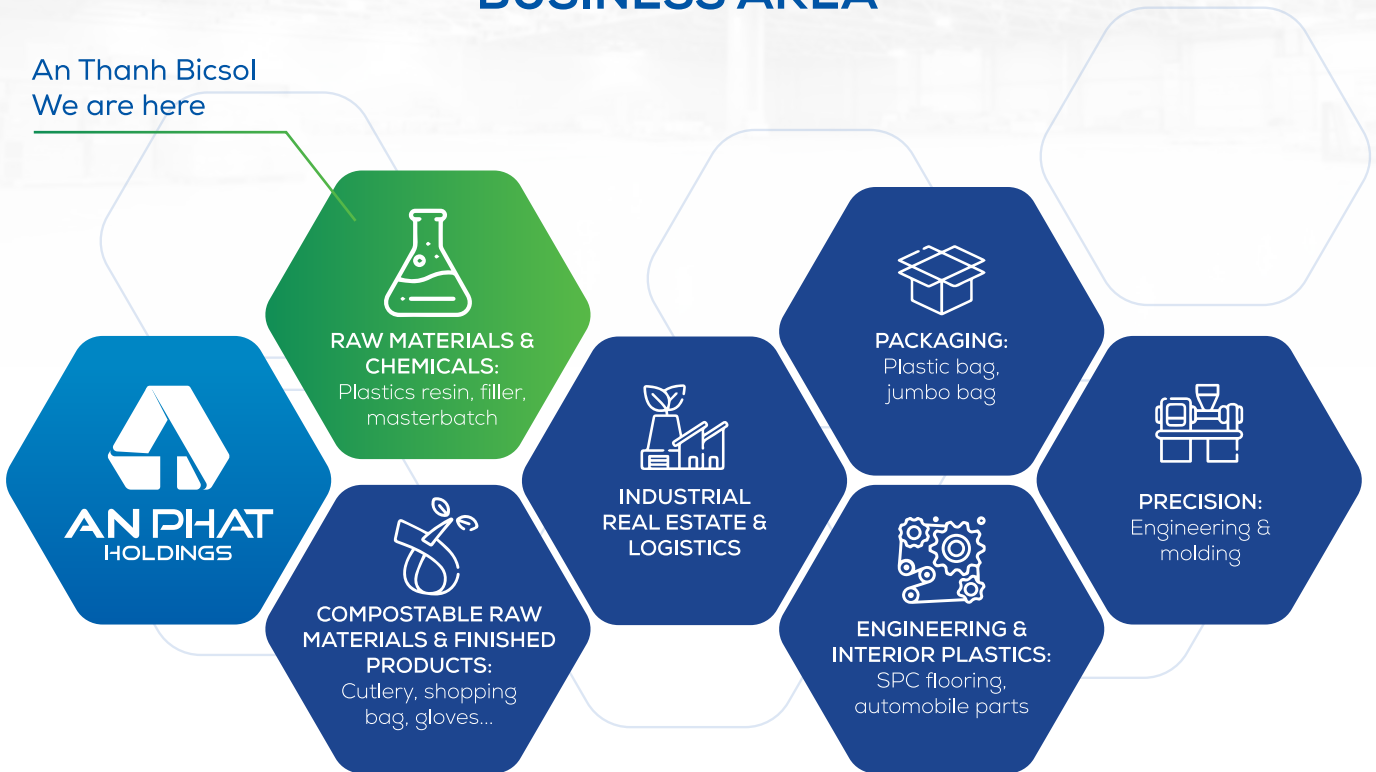 BUSINESS AREA
An Thanh Bicsol
We are here
RAW MATERIALS &
CHEMICALS:
Plastics resin, filler,
masterbatch
AN PHAT
HOLDINGS
COMPOSTABLE RAW
MATERIALS & FINISHED
PRODUCTS:
Cutlery, shopping
bag, gloves...
INDUSTRIAL
REAL ESTATE &
LOGISTICS
PACKAGING:
Plastic bag,
jumbo bag
ENGINEERING &
INTERIOR PLASTICS:
SPC flooring,
automobile parts
PRECISION:
Engineering &
molding